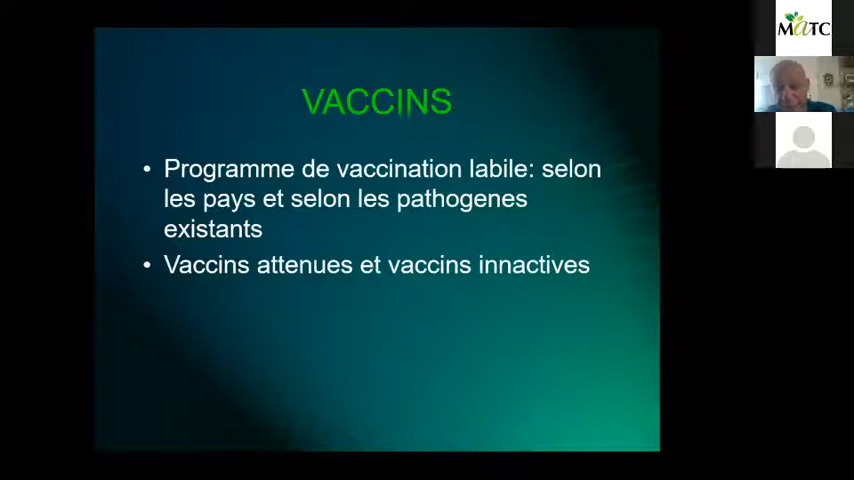 VACCINS
• Programme de vaccination labile: selon
les pays et selon les pathogenes
existants
• Vaccins attenues et vaccins innactives
MATC